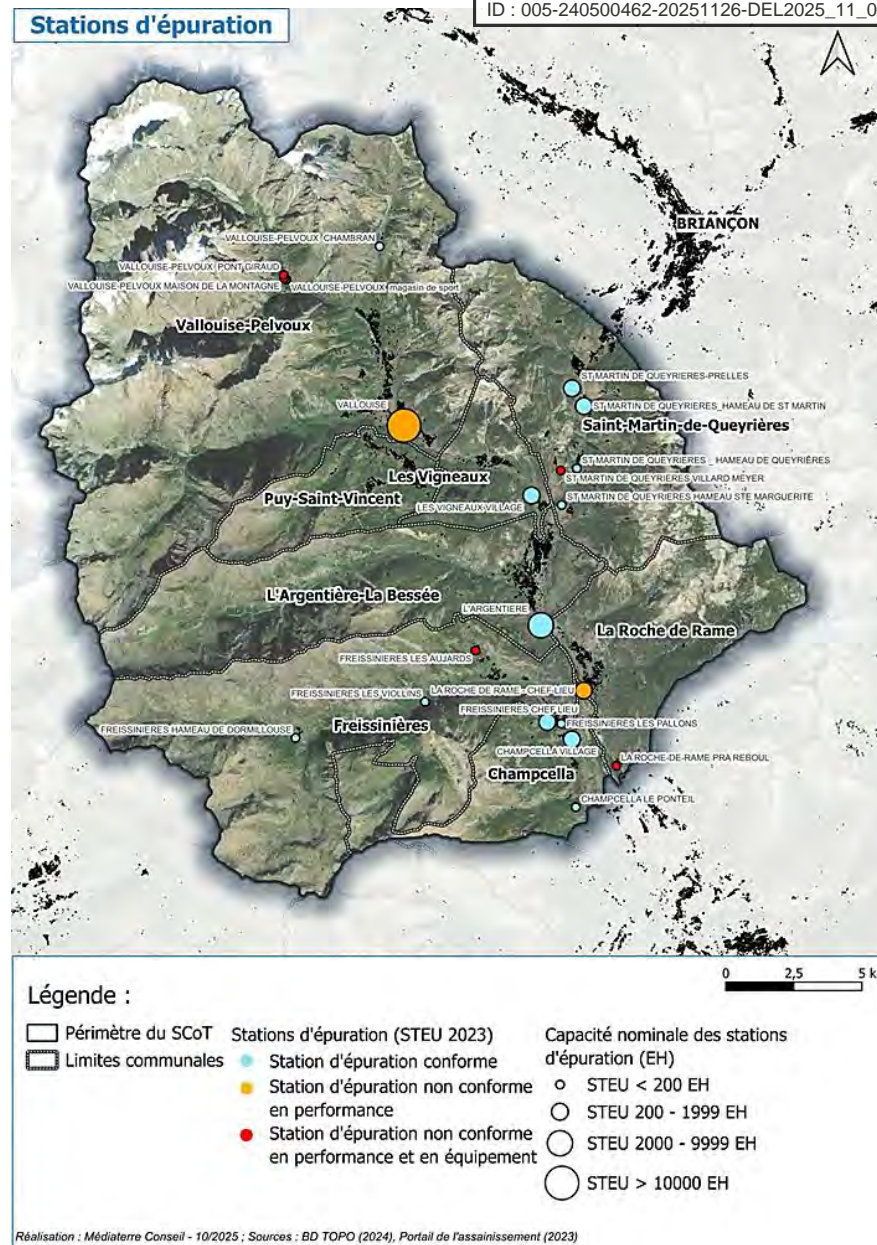 ID : 005-240500462-20251126-DEL2025_11_0
Stations d'épuration
BRIANÇON
VALLOUISE-PELVOUX CHAMBRAN
VALLOUISE-PELVOUX PONT GIRAUD
VALLOUISE-PELVOUX MAISON DE LA MONTAGNE
VALLOUISE-PELVOUX magasin de sport
Vallouise-Pelvoux
ST MARTIN DE QUEYRIERES-PRELLES
VALLOUISE
ST MARTIN DE QUEYRIERES_HAMEAU DE ST MARTIN
Saint-Martin-de-Queyrières
ST MARTIN DE QUEYRIERES _ HAMEAU DE QUEYRIÈRES
Les Vigneaux
ST MARTIN DE QUEYRIERES VILLARD MEYER
Puy-Saint-Vincent
ST MARTIN DE QUEYRIERES HAMEAU STE MARGUERITE
LES VIGNEAUX-VILLAGE
L'Argentière-La Bessée
L'ARGENTIERE
La Roche de Rame
FREISSINIERES LES AUJARDS
FREISSINIERES LES VIOLLINS
LA ROCHE DE RAME - CHEF-LIEU
FREISSINIERES CHEF LIEU
FREISSINIERES LES PALLONS
FREISSINIERES HAMEAU DE DORMILLOUSE
Freissinières
CHAMPCELLA VILLAGE
LA ROCHE-DE-RAME PRA REBOUL
Champcella
CHAMPCELLA LE PONTEIL
0 2,5 5 k
Légende :
Périmètre du SCoT
Limites communales
Stations d'épuration (STEU 2023)
Station d'épuration conforme
Station d'épuration non conforme
en performance
Station d'épuration non conforme
en performance et en équipement
Capacité nominale des stations
d'épuration (EH)
STEU < 200 EH
STEU 200 - 1999 EH
STEU 2000 - 9999 EH
STEU > 10000 EH
Réalisation : Médiaterre Conseil - 10/2025 ; Sources : BD TOPO (2024), Portail de l'assainissement (2023)